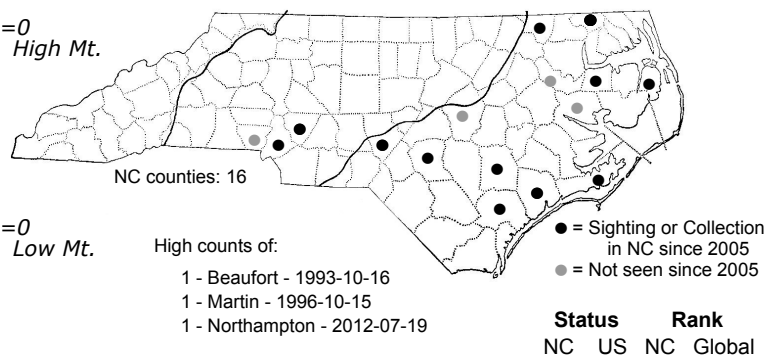 =0
High Mt.
NC counties: 16
=0
Low Mt.
High counts of:
1 - Beaufort - 1993-10-16
1 - Martin - 1996-10-15
1 - Northampton - 2012-07-19
= Sighting or Collection
in NC since 2005
= Not seen since 2005
Status Rank
NC US NC Global